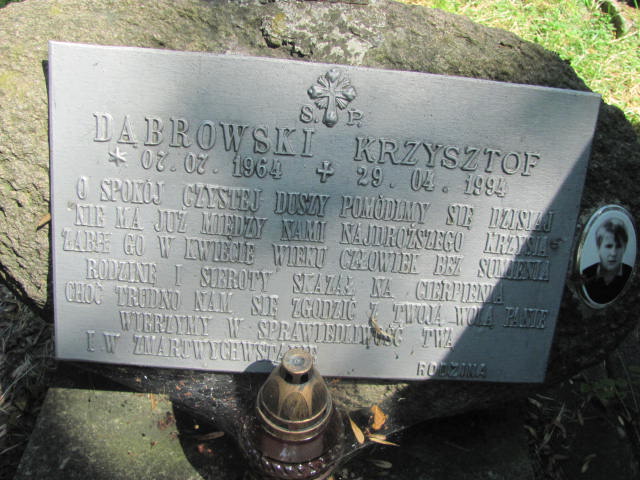 S. P.
DĄBROWSKI KRZYSZTOF
* 07.07.1964 + 29.04.1994
O SPOKÓJ CZYSTEJ DUSZY POMÓDLMY SIĘ DZISIAJ
NIE MA JUŻ MIĘDZY NAMI NAJDROŻSZEGO KRZYSIA
ZABIŁ GO W KWIECIE WIEKU CZŁOWIEK BEZ SUMIENIA
RODZINĘ I SIEROTY SKAZAŁ NA CIERPIENIA
CHOĆ TRUDNO NAM SIĘ ZGODZIĆ Z TWOJĄ WOLĄ PANIE
WIERZYMY W SPRAWIEDLIWOŚĆ TWĄ
I W ZMARTWYCHWSTANIE
RODZINA